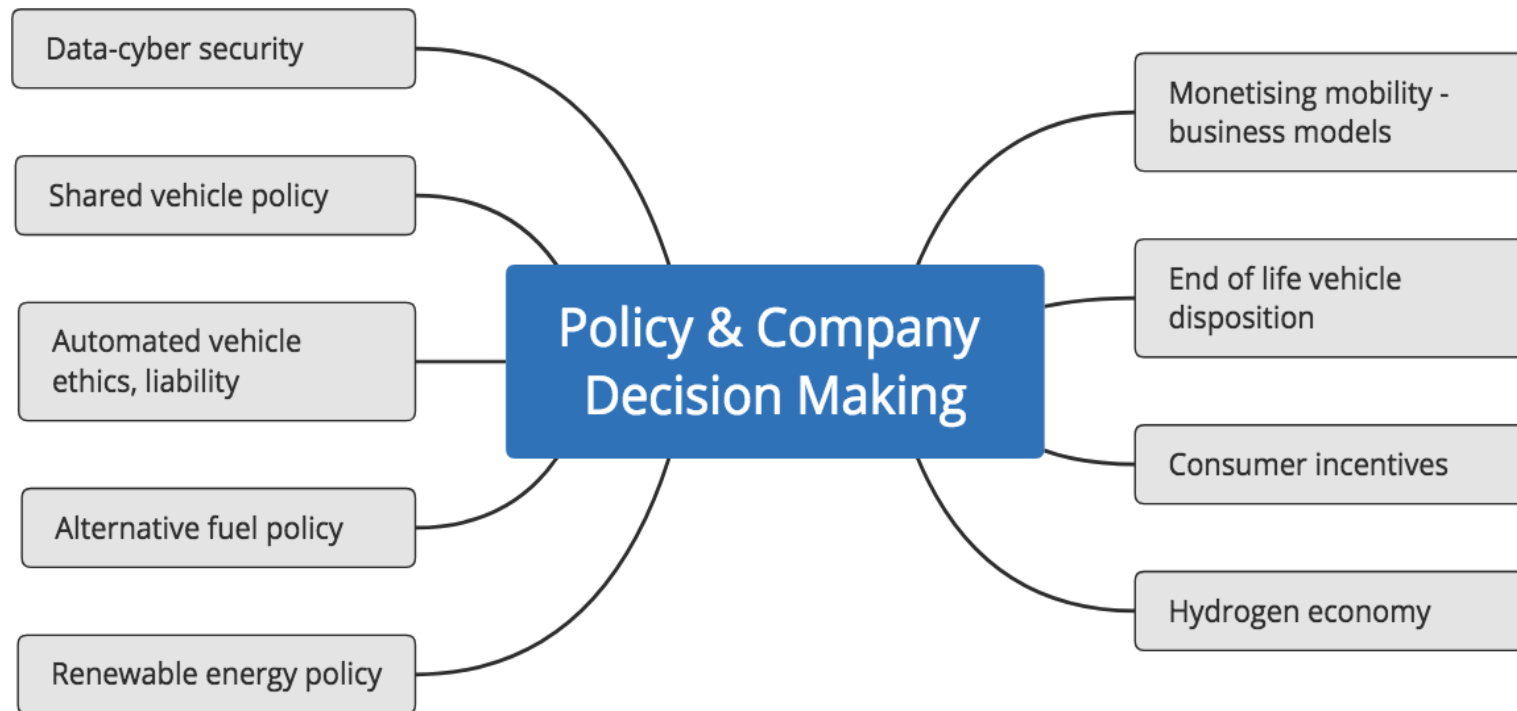 Data-cyber security
Shared vehicle policy
Automated vehicle
ethics, liability
Alternative fuel policy
Renewable energy policy
Policy & Company
Decision Making
Monetising mobility -
business models
End of life vehicle
disposition
Consumer incentives
Hydrogen economy